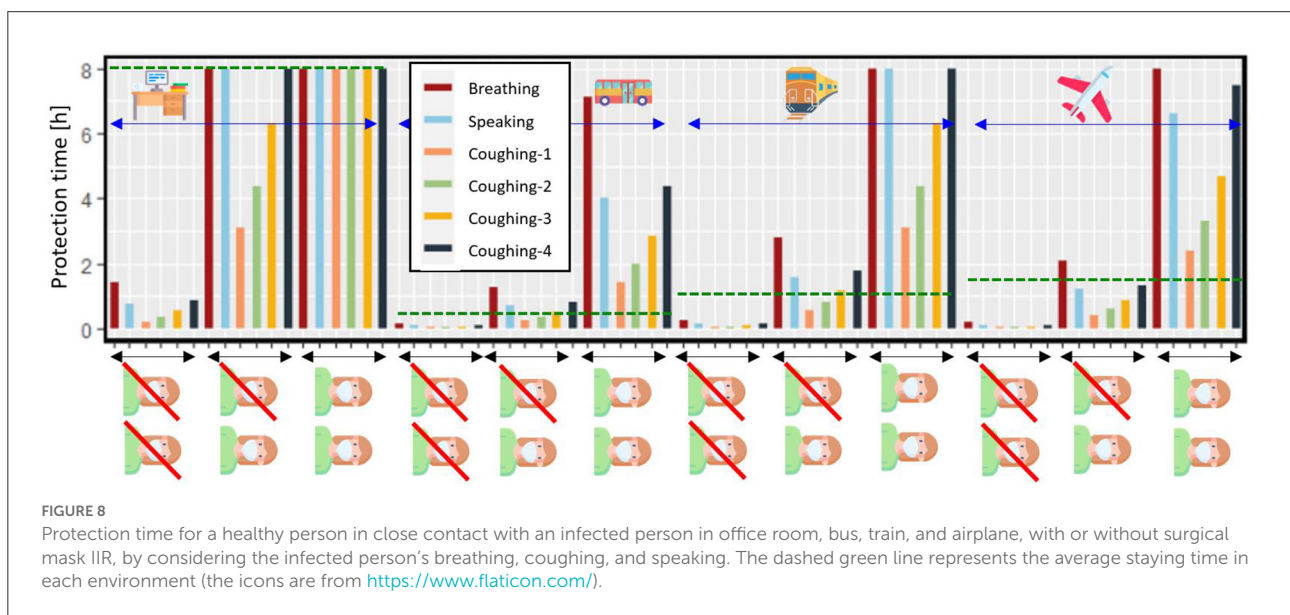 8
6
4
2
0
Protection time [h]
Breathing
Speaking
Coughing-1
Coughing-2
Coughing-3
Coughing-4
FIGURE 8
Protection time for a healthy person in close contact with an infected person in office room, bus, train, and airplane, with or without surgical
mask IIR, by considering the infected person's breathing, coughing, and speaking. The dashed green line represents the average staying time in
each environment (the icons are from https://www.flaticon.com/).